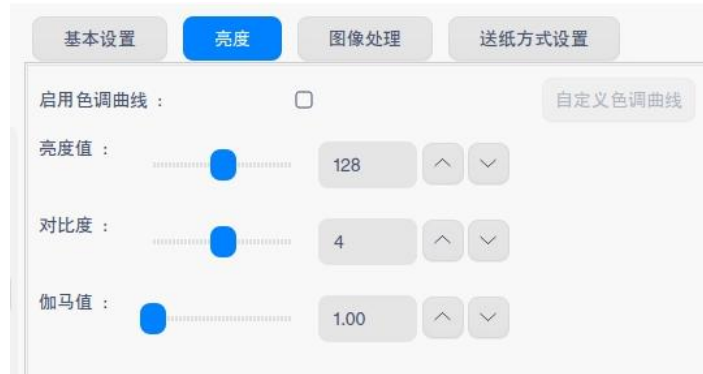 基本设置 亮度 图像处理 送纸方式设置
启用色调曲线 : 自定义色调曲线
亮度值 : 128
对比度 : 4
伽马值 : 1.00